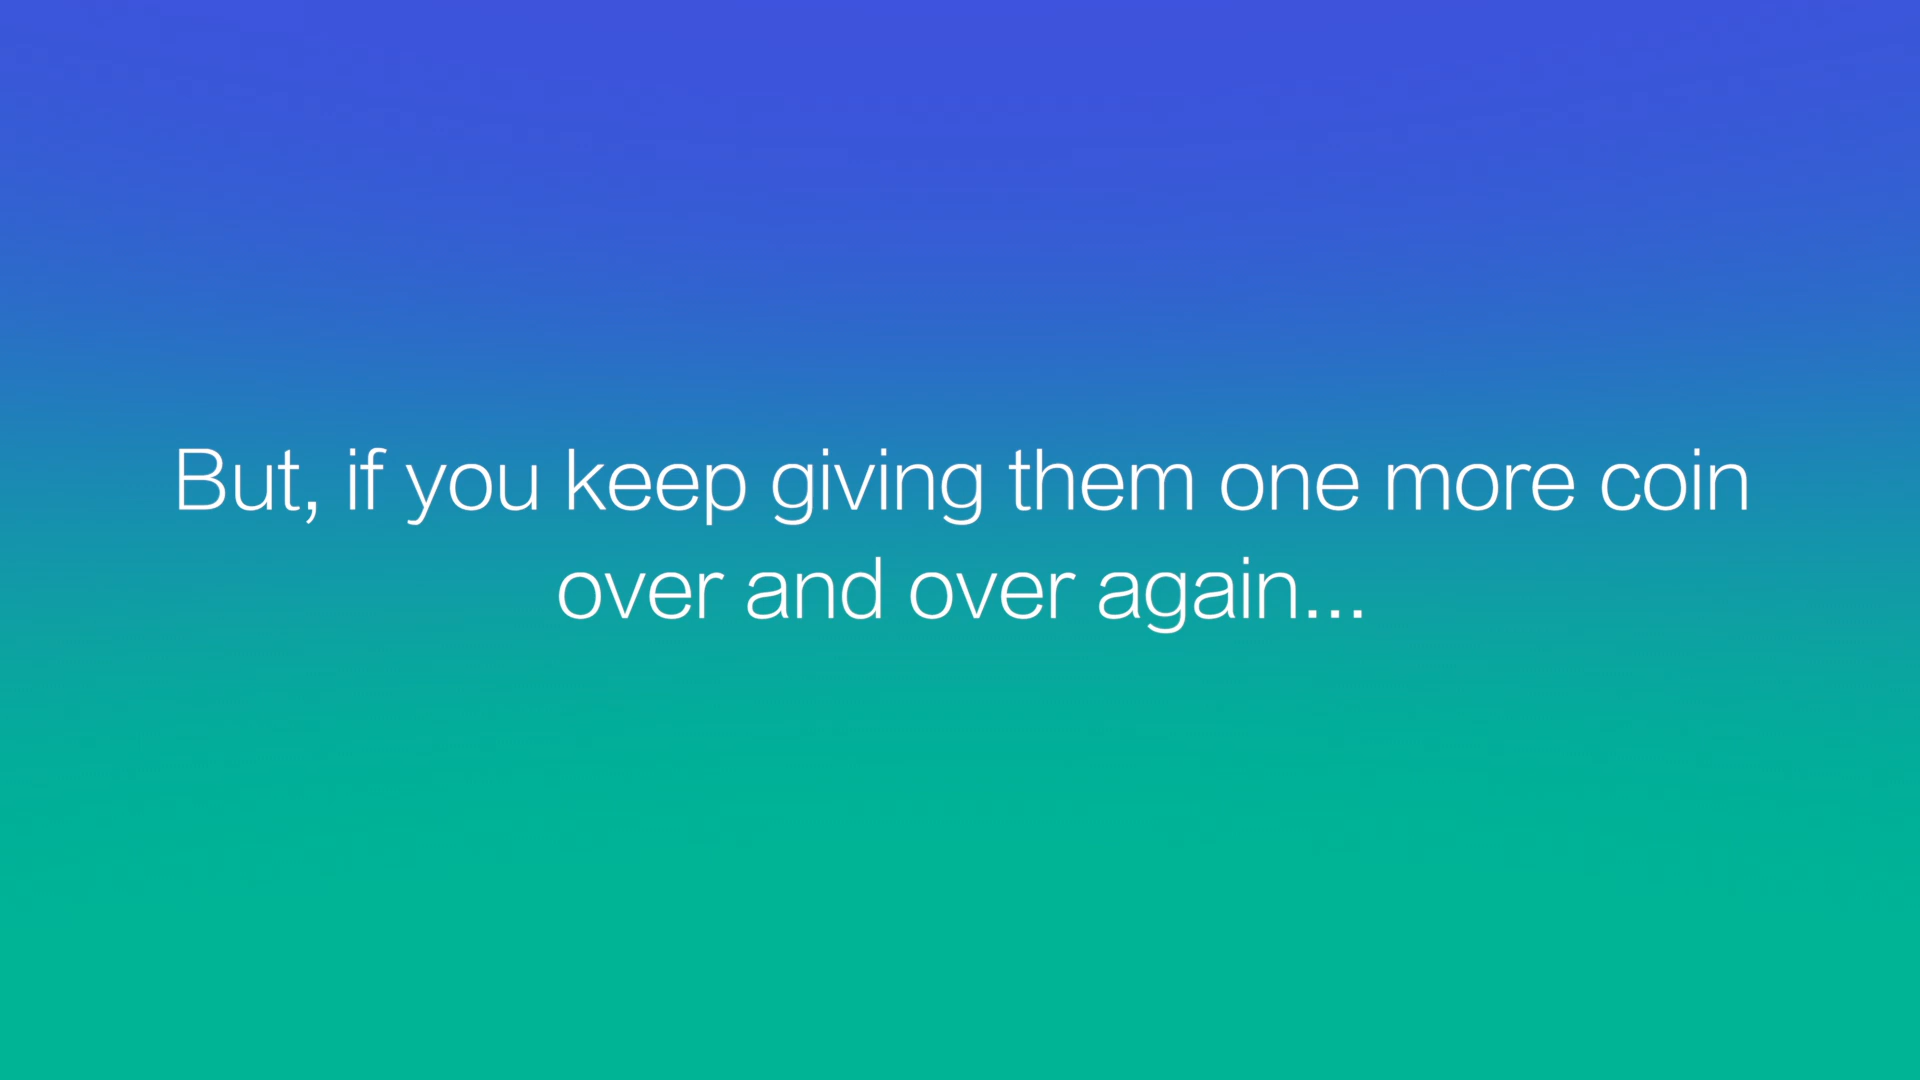 But, if you keep giving them one more coin
over and over again...